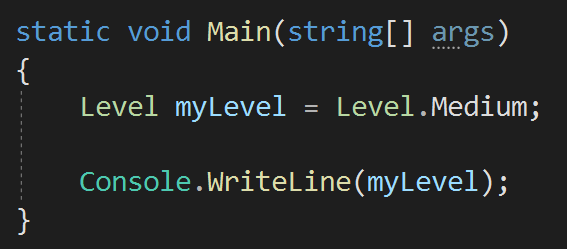 static void Main(string[] args)
{
    Level myLevel = Level.Medium;
    Console.WriteLine(myLevel);
}